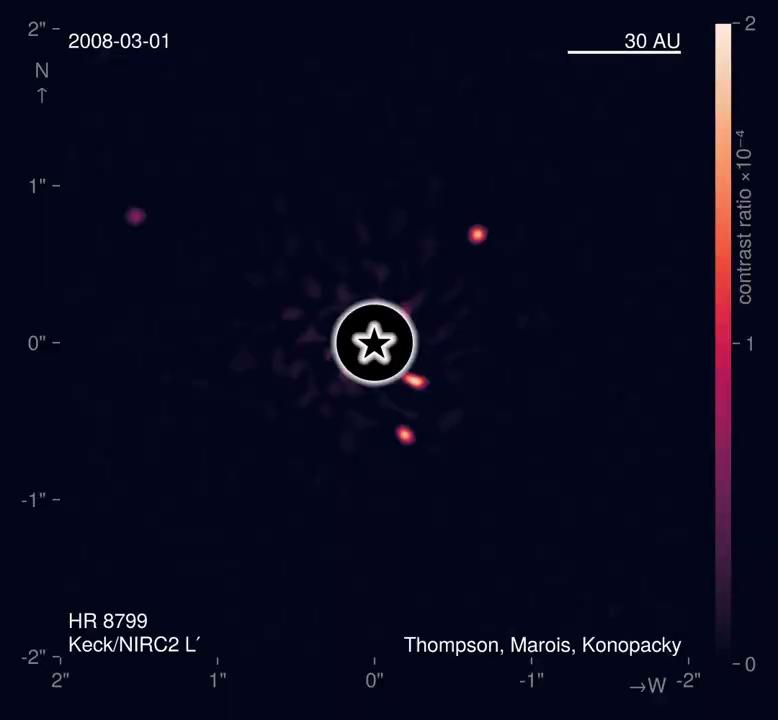 2"
2008-03-01
30 AU
2
N
↑
1"
contrast ratio ×10⁻⁴
0"
1
-1"
HR 8799
Keck/NIRC2 L′
Thompson, Marois, Konopacky
-2"
0
2"
1"
0"
-1"
→W
-2"